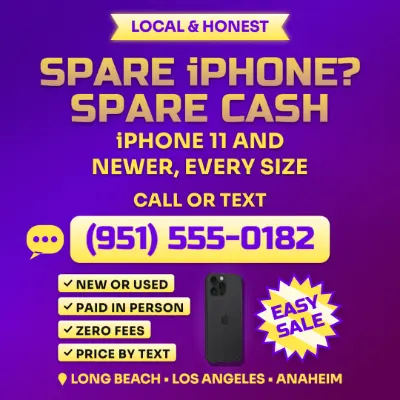 LOCAL & HONEST
SPARE iPHONE?
SPARE CASH
iPHONE 11 AND
NEWER, EVERY SIZE
CALL OR TEXT
(951) 555-0182
NEW OR USED
PAID IN PERSON
ZERO FEES
PRICE BY TEXT
EASY
SALE
LONG BEACH ▪ LOS ANGELES ▪ ANAHEIM